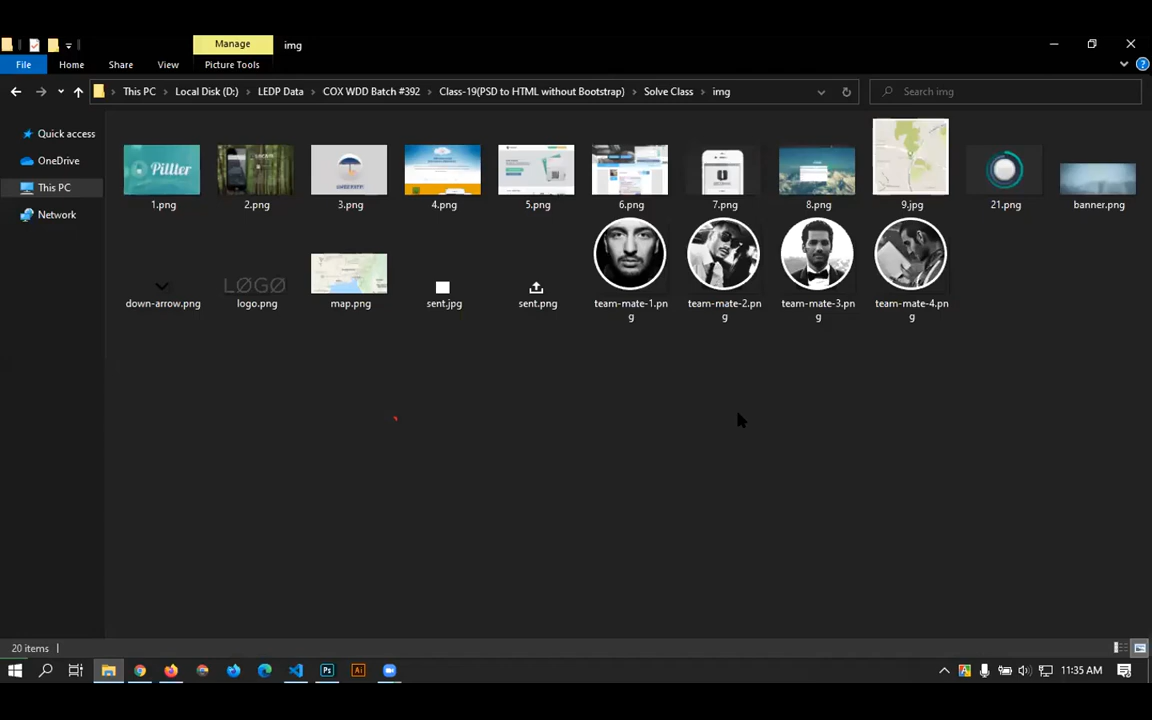 Manage
img
File
Home
Share
View
Picture Tools
This PC
Local Disk (D:)
LEDP Data
COX WDD Batch #392
Class-19(PSD to HTML without Bootstrap)
Solve Class
img
Search img
Quick access
OneDrive
This PC
Network
Pittter
1.png
2.png
3.png
4.png
5.png
6.png
7.png
8.png
9.jpg
21.png
banner.png
LØGØ
down-arrow.png
logo.png
map.png
sent.jpg
sent.png
team-mate-1.pn
g
team-mate-2.pn
g
team-mate-3.pn
g
team-mate-4.pn
g
20 items
Ps
Ai
11:35 AM